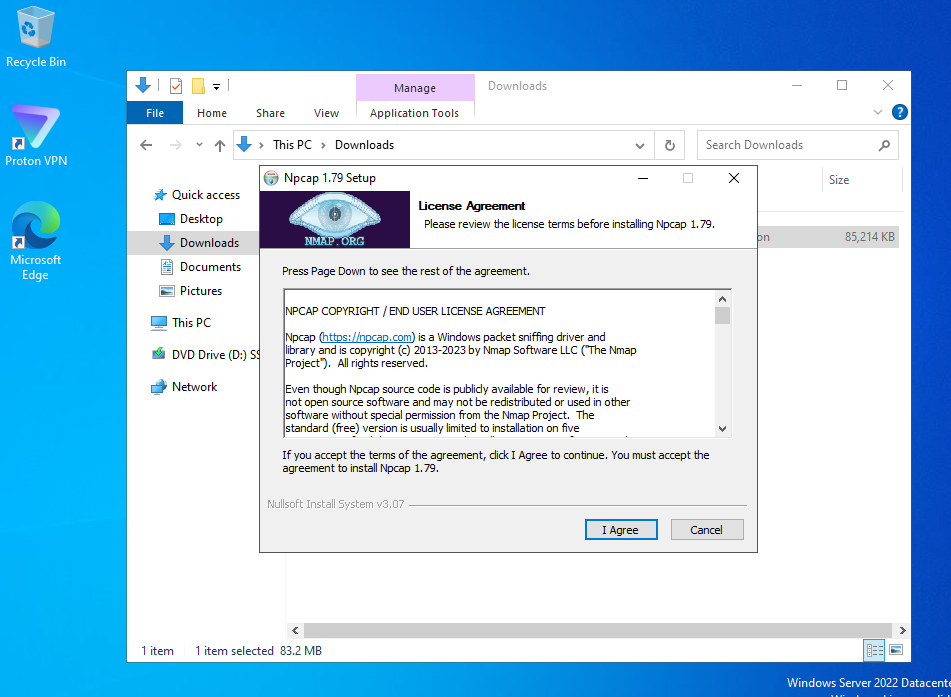 Recycle Bin
Proton VPN
Microsoft
Edge
Manage
Downloads
File
Home
Share
View
Application Tools
This PC
Downloads
Search Downloads
Quick access
Desktop
Downloads
Documents
Pictures
This PC
DVD Drive (D:) SS
Network
Size
on
85,214 KB
Npcap 1.79 Setup
NMAP.ORG
License Agreement
Please review the license terms before installing Npcap 1.79.
Press Page Down to see the rest of the agreement.
NPCAP COPYRIGHT / END USER LICENSE AGREEMENT
Npcap (https://npcap.com) is a Windows packet sniffing driver and
library and is copyright (c) 2013-2023 by Nmap Software LLC ("The Nmap
Project").  All rights reserved.
Even though Npcap source code is publicly available for review, it is
not open source software and may not be redistributed or used in other
software without special permission from the Nmap Project.  The
standard (free) version is usually limited to installation on five
If you accept the terms of the agreement, click I Agree to continue. You must accept the
agreement to install Npcap 1.79.
Nullsoft Install System v3.07
I Agree
Cancel
1 item
1 item selected
83.2 MB
Windows Server 2022 Datacente